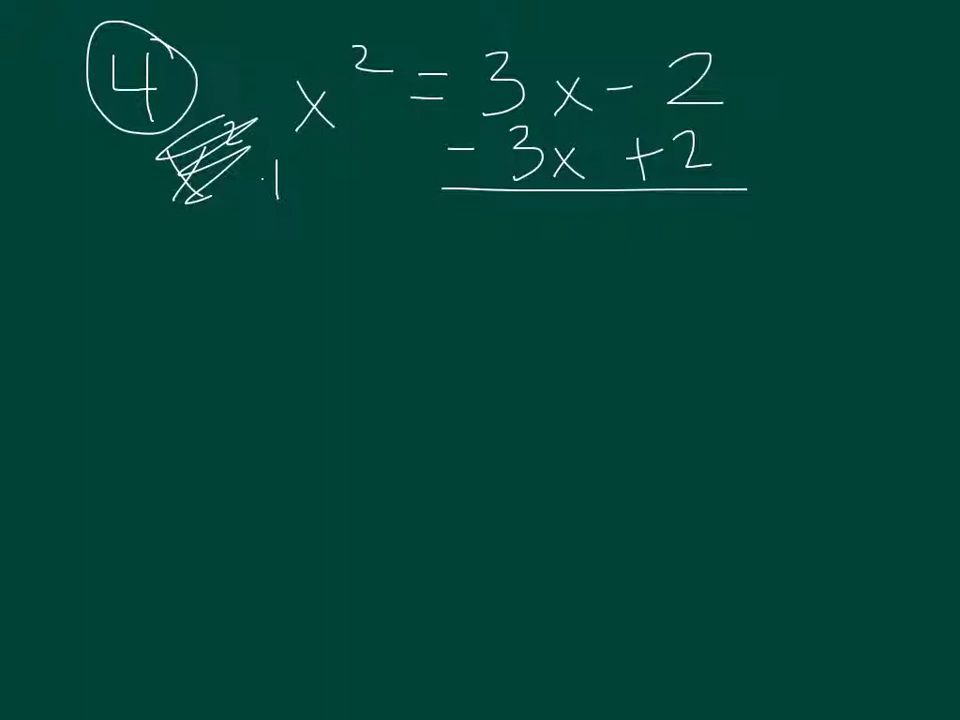 4 x² = 3x - 2
- 3x + 2